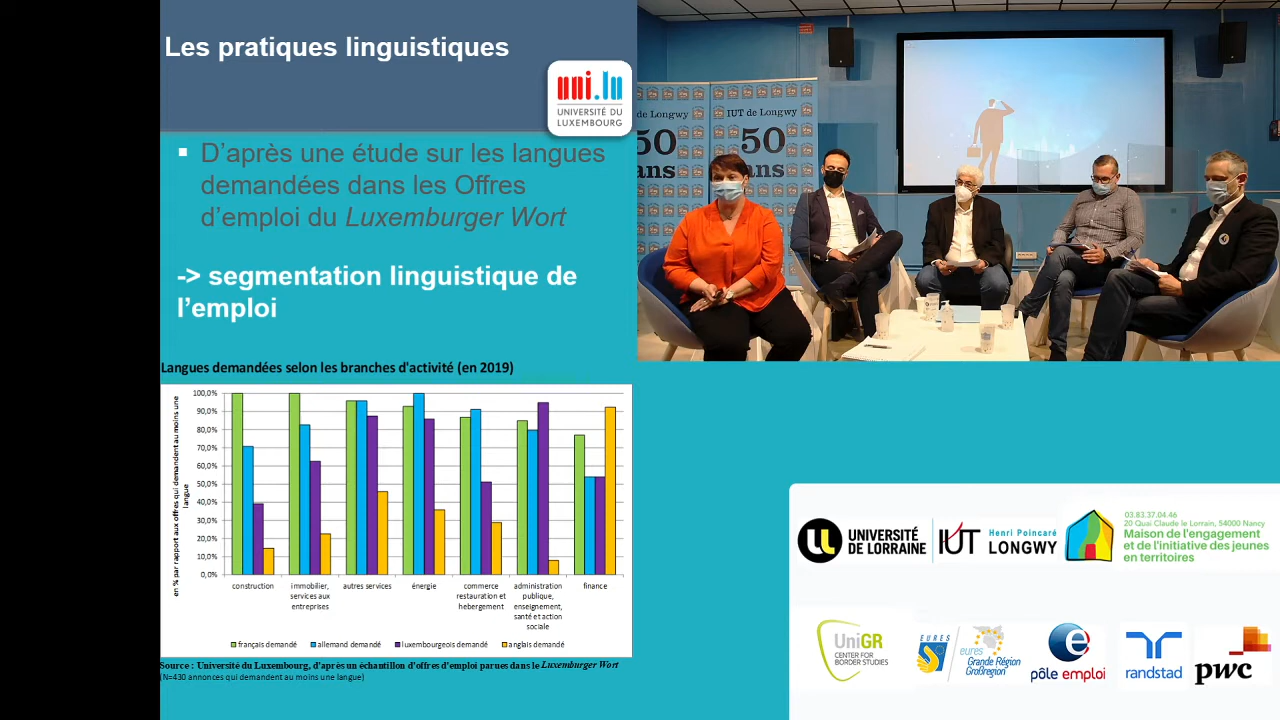 Les pratiques linguistiques
uni.lu
UNIVERSITÉ DU
LUXEMBOURG
D'après une étude sur les langues
demandées dans les Offres
d'emploi du Luxemburger Wort
-> segmentation linguistique de
l'emploi
Langues demandées selon les branches d'activité (en 2019)
en % par rapport aux offres qui demandent au moins une
langue
100,0%
90,0%
80,0%
70,0%
60,0%
50,0%
40,0%
30,0%
20,0%
10,0%
0,0%
construction
immobilier,
services aux
entreprises
autres services
énergie
commerce
restauration et
hebergement
administration
publique,
enseignement,
santé et action
sociale
finance
français demandé
allemand demandé
luxembourgeois demandé
anglais demandé
Source : Université du Luxembourg, d'après un échantillon d'offres d'emploi parues dans le Luxemburger Wort
(N=430 annonces qui demandent au moins une langue)
de Longwy
50
ans
IUT de Longwy
50
ans
UNIVERSITÉ
DE LORRAINE
IUT
Henri Poincaré
LONGWY
03.83.37.04.46
20 Quai Claude le Lorrain, 54000 Nancy
Maison de l'engagement
et de l'initiative des jeunes
en territoires
UniGR
CENTER FOR
BORDER STUDIES
EURES
eures
Grande Région
Großregion
pôle emploi
randstad
pwc